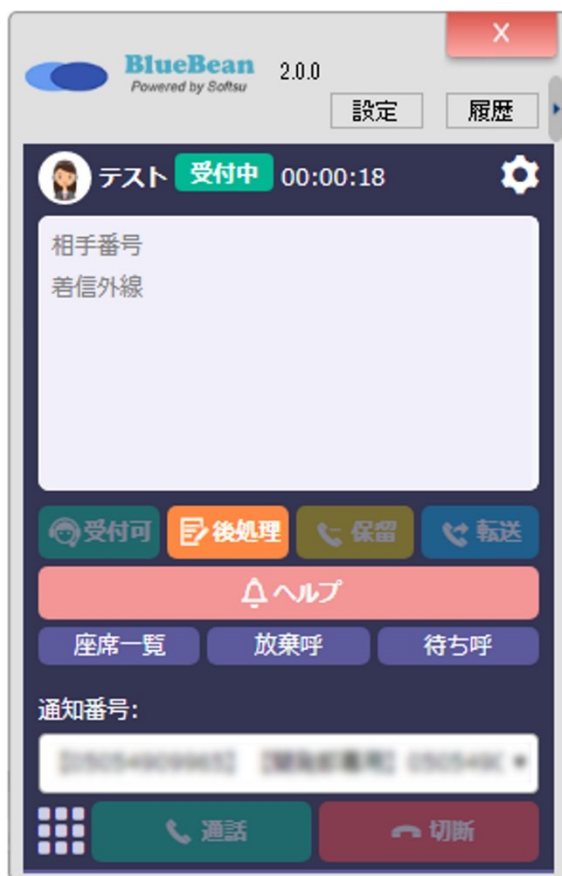 X
BlueBean 2.0.0
Powered by Softsu
設定 履歴
テスト 受付中 00:00:18
相手番号
着信外線
受付可 後処理 保留 転送
ヘルプ
座席一覧 放棄呼 待ち呼
通知番号:
通話 切断